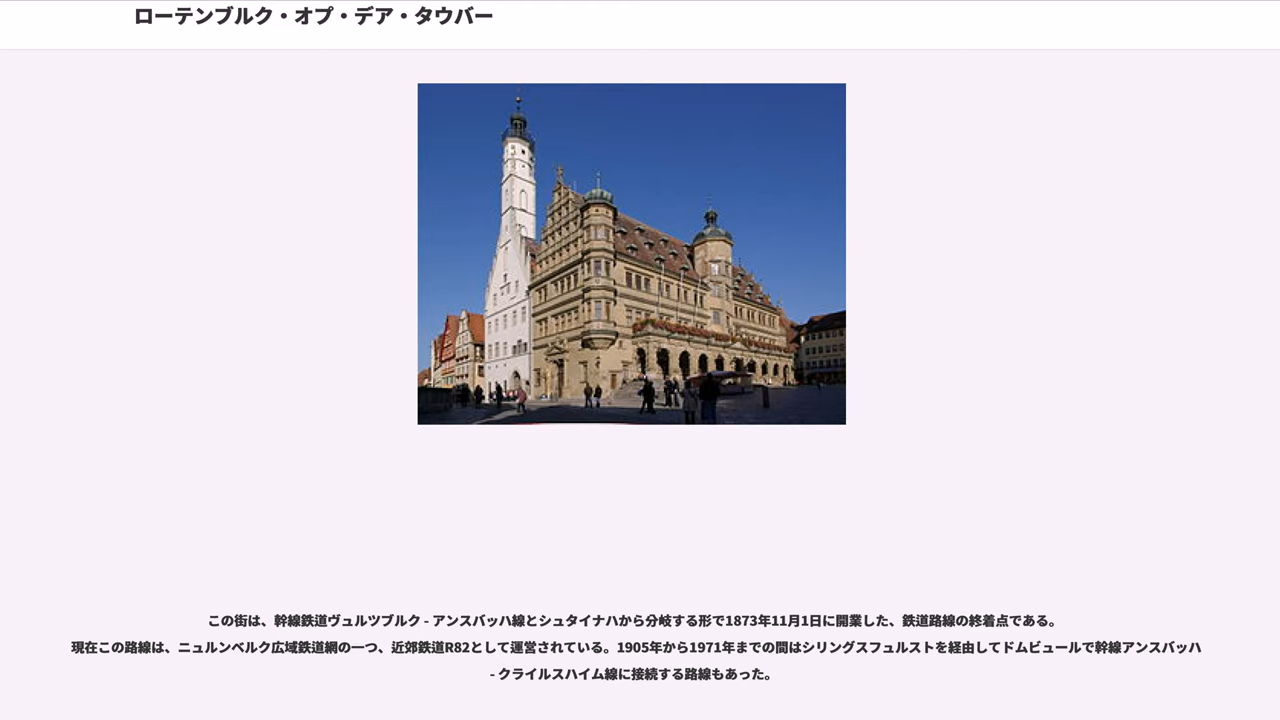 ローテンブルク・オプ・デア・タウバー
この街は、幹線鉄道ヴュルツブルク - アンスバッハ線とシュタイナハから分岐する形で1873年11月1日に開業した、鉄道路線の終着点である。
現在この路線は、ニュルンベルク広域鉄道網の一つ、近郊鉄道R82として運営されている。1905年から1971年までの間はシリングスフュルストを経由してドムビュールで幹線アンスバッハ
- クライルスハイム線に接続する路線もあった。